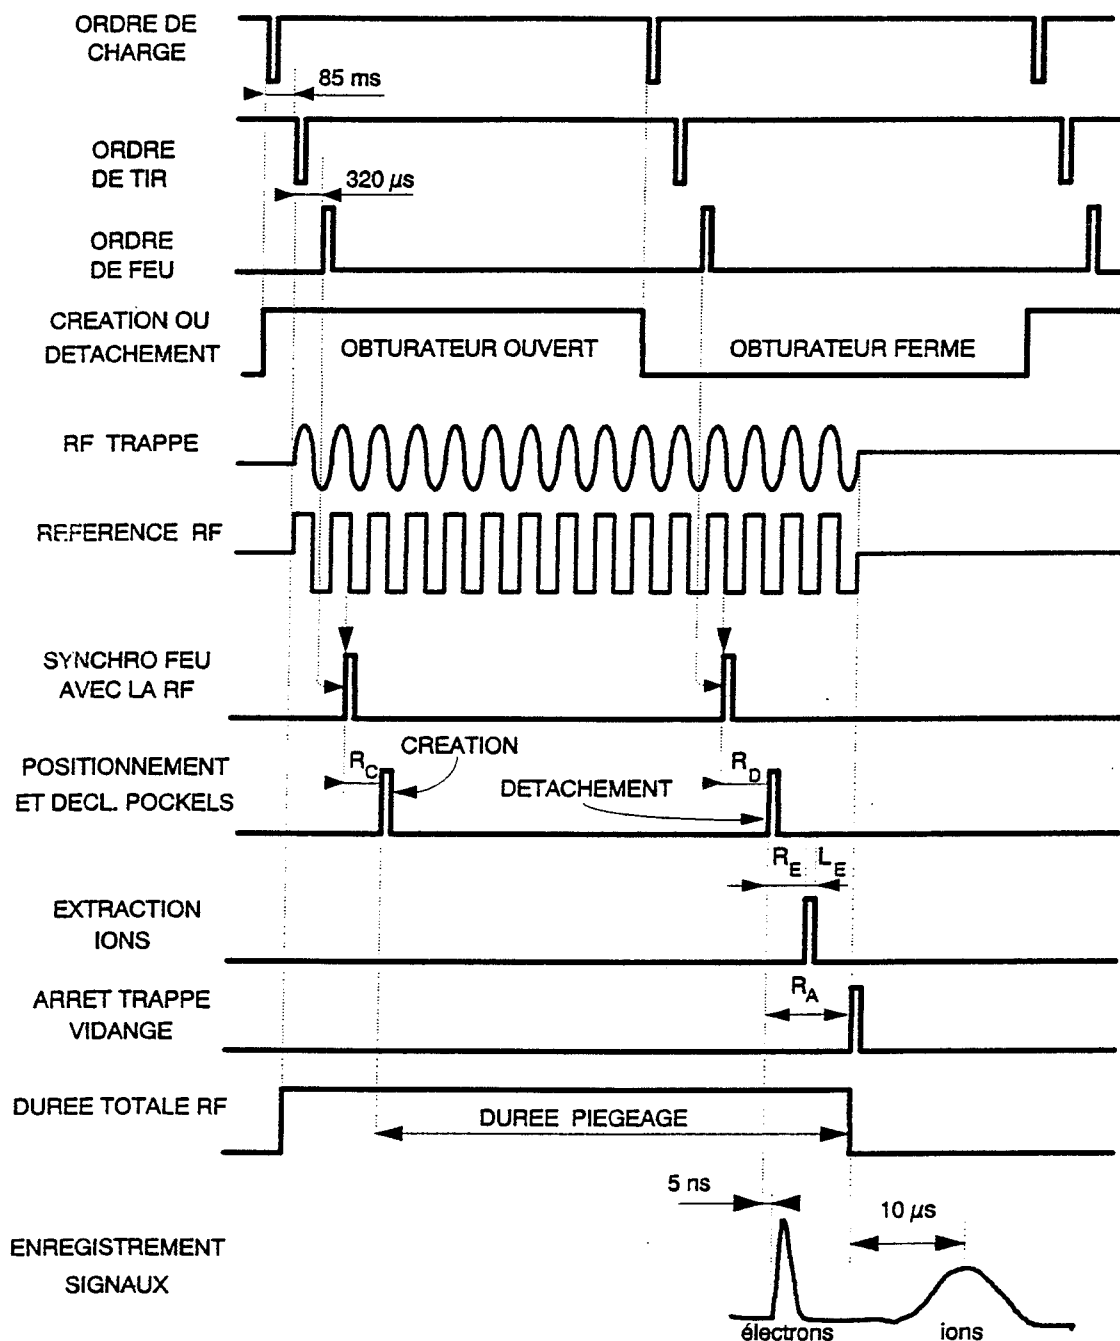 ORDRE DE
CHARGE
85 ms
ORDRE
DE TIR
320 µs
ORDRE
DE FEU
CREATION OU
DETACHEMENT
OBTURATEUR OUVERT
OBTURATEUR FERME
RF TRAPPE
REFERENCE RF
SYNCHRO FEU
AVEC LA RF
POSITIONNEMENT
ET DECL. POCKELS
R_C
CREATION
DETACHEMENT
R_D
R_E
L_E
EXTRACTION
IONS
ARRET TRAPPE
VIDANGE
R_A
DUREE TOTALE RF
DUREE PIEGEAGE
5 ns
10 µs
ENREGISTREMENT
SIGNAUX
électrons
ions